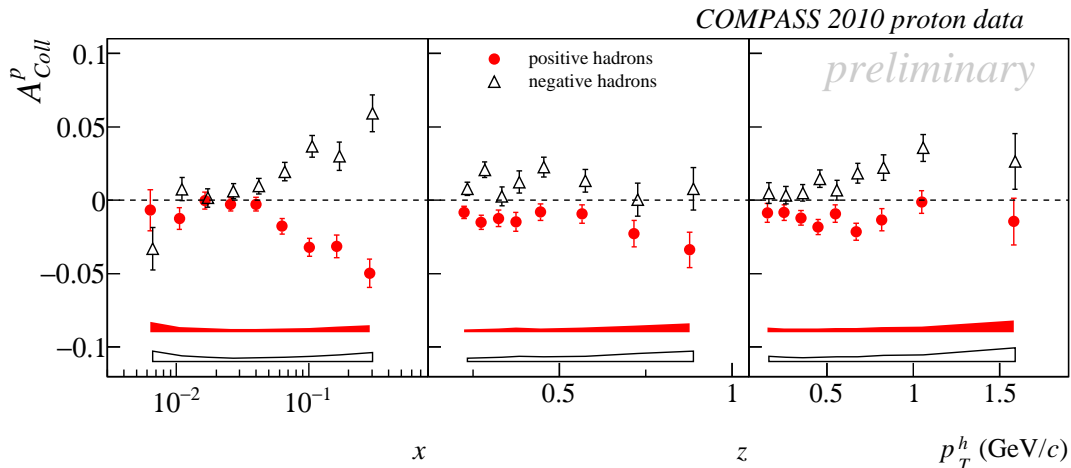 COMPASS 2010 proton data
A^p_Coll
0.1
0.05
0
−0.05
−0.1
positive hadrons
negative hadrons
preliminary
10^−2 10^−1
0.5 1
0.5 1 1.5
x z p_T^h (GeV/c)